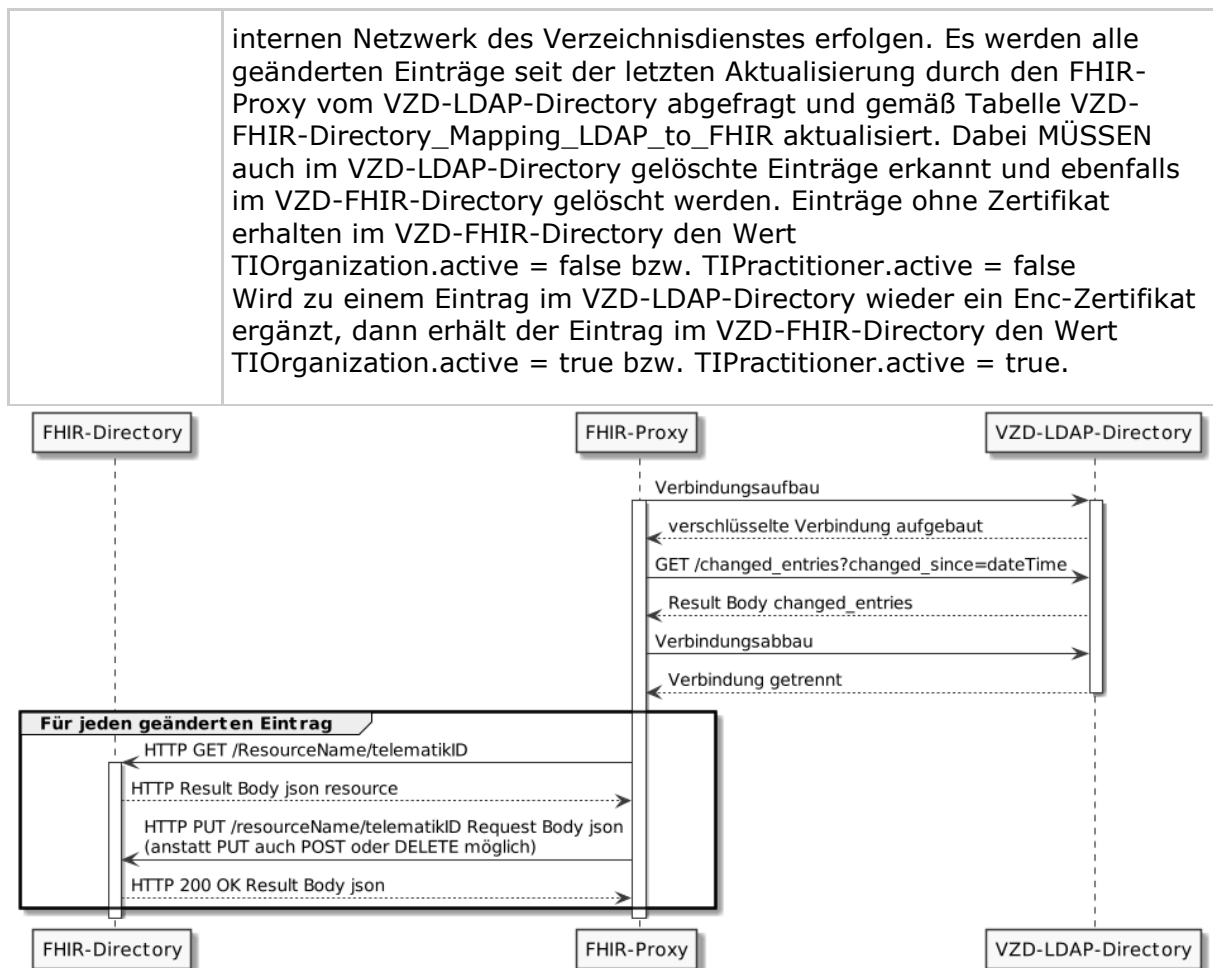 internen Netzwerk des Verzeichnisdienstes erfolgen. Es werden alle
geänderten Einträge seit der letzten Aktualisierung durch den FHIR-
Proxy vom VZD-LDAP-Directory abgefragt und gemäß Tabelle VZD-
FHIR-Directory_Mapping_LDAP_to_FHIR aktualisiert. Dabei MÜSSEN
auch im VZD-LDAP-Directory gelöschte Einträge erkannt und ebenfalls
im VZD-FHIR-Directory gelöscht werden. Einträge ohne Zertifikat
erhalten im VZD-FHIR-Directory den Wert
TIOrganization.active = false bzw. TIPractitioner.active = false
Wird zu einem Eintrag im VZD-LDAP-Directory wieder ein Enc-Zertifikat
ergänzt, dann erhält der Eintrag im VZD-FHIR-Directory den Wert
TIOrganization.active = true bzw. TIPractitioner.active = true.
FHIR-Directory
FHIR-Proxy
VZD-LDAP-Directory
Verbindungsaufbau
verschlüsselte Verbindung aufgebaut
GET /changed_entries?changed_since=dateTime
Result Body changed_entries
Verbindungsabbau
Verbindung getrennt
Für jeden geänderten Eintrag
HTTP GET /ResourceName/telematikID
HTTP Result Body json resource
HTTP PUT /resourceName/telematikID Request Body json
(anstatt PUT auch POST oder DELETE möglich)
HTTP 200 OK Result Body json
FHIR-Directory
FHIR-Proxy
VZD-LDAP-Directory